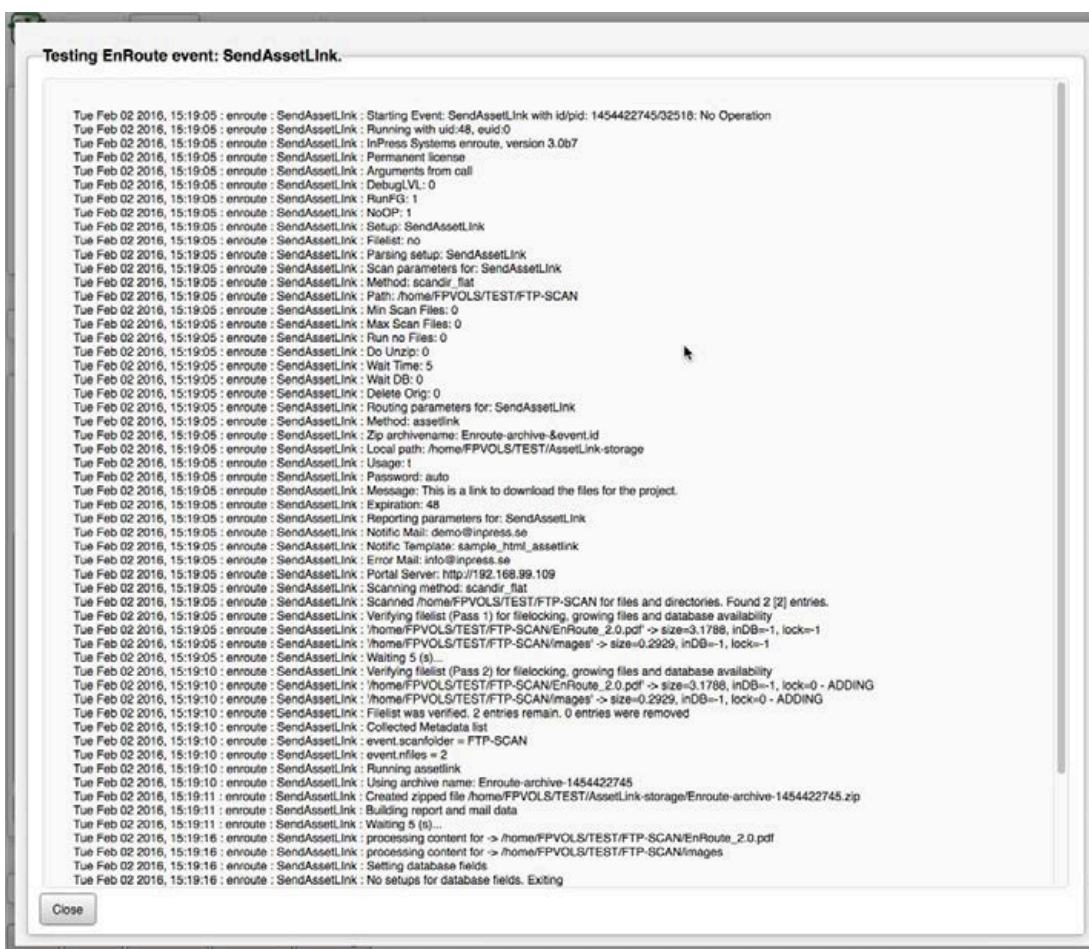 Testing EnRoute event: SendAssetLInk.
Tue Feb 02 2016, 15:19:05 : enroute : SendAssetLInk : Starting Event: SendAssetLInk with id/pid: 1454422745/32518: No Operation
Tue Feb 02 2016, 15:19:05 : enroute : SendAssetLInk : Running with uid:48, euid:0
Tue Feb 02 2016, 15:19:05 : enroute : SendAssetLInk : InPress Systems enroute, version 3.0b7
Tue Feb 02 2016, 15:19:05 : enroute : SendAssetLInk : Permanent license
Tue Feb 02 2016, 15:19:05 : enroute : SendAssetLInk : Arguments from call
Tue Feb 02 2016, 15:19:05 : enroute : SendAssetLInk : DebugLVL: 0
Tue Feb 02 2016, 15:19:05 : enroute : SendAssetLInk : RunFG: 1
Tue Feb 02 2016, 15:19:05 : enroute : SendAssetLInk : NoOP: 1
Tue Feb 02 2016, 15:19:05 : enroute : SendAssetLInk : Setup: SendAssetLInk
Tue Feb 02 2016, 15:19:05 : enroute : SendAssetLInk : Filelist: no
Tue Feb 02 2016, 15:19:05 : enroute : SendAssetLInk : Parsing setup: SendAssetLInk
Tue Feb 02 2016, 15:19:05 : enroute : SendAssetLInk : Scan parameters for: SendAssetLInk
Tue Feb 02 2016, 15:19:05 : enroute : SendAssetLInk : Method: scandir_flat
Tue Feb 02 2016, 15:19:05 : enroute : SendAssetLInk : Path: /home/FPVOLS/TEST/FTP-SCAN
Tue Feb 02 2016, 15:19:05 : enroute : SendAssetLInk : Min Scan Files: 0
Tue Feb 02 2016, 15:19:05 : enroute : SendAssetLInk : Max Scan Files: 0
Tue Feb 02 2016, 15:19:05 : enroute : SendAssetLInk : Run no Files: 0
Tue Feb 02 2016, 15:19:05 : enroute : SendAssetLInk : Do Unzip: 0
Tue Feb 02 2016, 15:19:05 : enroute : SendAssetLInk : Wait Time: 5
Tue Feb 02 2016, 15:19:05 : enroute : SendAssetLInk : Wait DB: 0
Tue Feb 02 2016, 15:19:05 : enroute : SendAssetLInk : Delete Orig: 0
Tue Feb 02 2016, 15:19:05 : enroute : SendAssetLInk : Routing parameters for: SendAssetLInk
Tue Feb 02 2016, 15:19:05 : enroute : SendAssetLInk : Method: assetlink
Tue Feb 02 2016, 15:19:05 : enroute : SendAssetLInk : Zip archivename: Enroute-archive-&event.id
Tue Feb 02 2016, 15:19:05 : enroute : SendAssetLInk : Local path: /home/FPVOLS/TEST/AssetLink-storage
Tue Feb 02 2016, 15:19:05 : enroute : SendAssetLInk : Usage: t
Tue Feb 02 2016, 15:19:05 : enroute : SendAssetLInk : Password: auto
Tue Feb 02 2016, 15:19:05 : enroute : SendAssetLInk : Message: This is a link to download the files for the project.
Tue Feb 02 2016, 15:19:05 : enroute : SendAssetLInk : Expiration: 48
Tue Feb 02 2016, 15:19:05 : enroute : SendAssetLInk : Reporting parameters for: SendAssetLInk
Tue Feb 02 2016, 15:19:05 : enroute : SendAssetLInk : Notific Mail: demo@inpress.se
Tue Feb 02 2016, 15:19:05 : enroute : SendAssetLInk : Notific Template: sample_html_assetlink
Tue Feb 02 2016, 15:19:05 : enroute : SendAssetLInk : Error Mail: info@inpress.se
Tue Feb 02 2016, 15:19:05 : enroute : SendAssetLInk : Portal Server: http://192.168.99.109
Tue Feb 02 2016, 15:19:05 : enroute : SendAssetLInk : Scanning method: scandir_flat
Tue Feb 02 2016, 15:19:05 : enroute : SendAssetLInk : Scanned /home/FPVOLS/TEST/FTP-SCAN for files and directories. Found 2 [2] entries.
Tue Feb 02 2016, 15:19:05 : enroute : SendAssetLInk : Verifying filelist (Pass 1) for filelocking, growing files and database availability
Tue Feb 02 2016, 15:19:05 : enroute : SendAssetLInk : '/home/FPVOLS/TEST/FTP-SCAN/EnRoute_2.0.pdf' -> size=3.1788, inDB=-1, lock=-1
Tue Feb 02 2016, 15:19:05 : enroute : SendAssetLInk : '/home/FPVOLS/TEST/FTP-SCAN/images' -> size=0.2929, inDB=-1, lock=-1
Tue Feb 02 2016, 15:19:05 : enroute : SendAssetLInk : Waiting 5 (s)...
Tue Feb 02 2016, 15:19:10 : enroute : SendAssetLInk : Verifying filelist (Pass 2) for filelocking, growing files and database availability
Tue Feb 02 2016, 15:19:10 : enroute : SendAssetLInk : '/home/FPVOLS/TEST/FTP-SCAN/EnRoute_2.0.pdf' -> size=3.1788, inDB=-1, lock=0 - ADDING
Tue Feb 02 2016, 15:19:10 : enroute : SendAssetLInk : '/home/FPVOLS/TEST/FTP-SCAN/images' -> size=0.2929, inDB=-1, lock=0 - ADDING
Tue Feb 02 2016, 15:19:10 : enroute : SendAssetLInk : Filelist was verified. 2 entries remain. 0 entries were removed
Tue Feb 02 2016, 15:19:10 : enroute : SendAssetLInk : Collected Metadata list
Tue Feb 02 2016, 15:19:10 : enroute : SendAssetLInk : event.scanfolder = FTP-SCAN
Tue Feb 02 2016, 15:19:10 : enroute : SendAssetLInk : event.nfiles = 2
Tue Feb 02 2016, 15:19:10 : enroute : SendAssetLInk : Running assetlink
Tue Feb 02 2016, 15:19:10 : enroute : SendAssetLInk : Using archive name: Enroute-archive-1454422745
Tue Feb 02 2016, 15:19:11 : enroute : SendAssetLInk : Created zipped file /home/FPVOLS/TEST/AssetLink-storage/Enroute-archive-1454422745.zip
Tue Feb 02 2016, 15:19:11 : enroute : SendAssetLInk : Building report and mail data
Tue Feb 02 2016, 15:19:11 : enroute : SendAssetLInk : Waiting 5 (s)...
Tue Feb 02 2016, 15:19:16 : enroute : SendAssetLInk : processing content for -> /home/FPVOLS/TEST/FTP-SCAN/EnRoute_2.0.pdf
Tue Feb 02 2016, 15:19:16 : enroute : SendAssetLInk : processing content for -> /home/FPVOLS/TEST/FTP-SCAN/images
Tue Feb 02 2016, 15:19:16 : enroute : SendAssetLInk : Setting database fields
Tue Feb 02 2016, 15:19:16 : enroute : SendAssetLInk : No setups for database fields. Exiting
Close